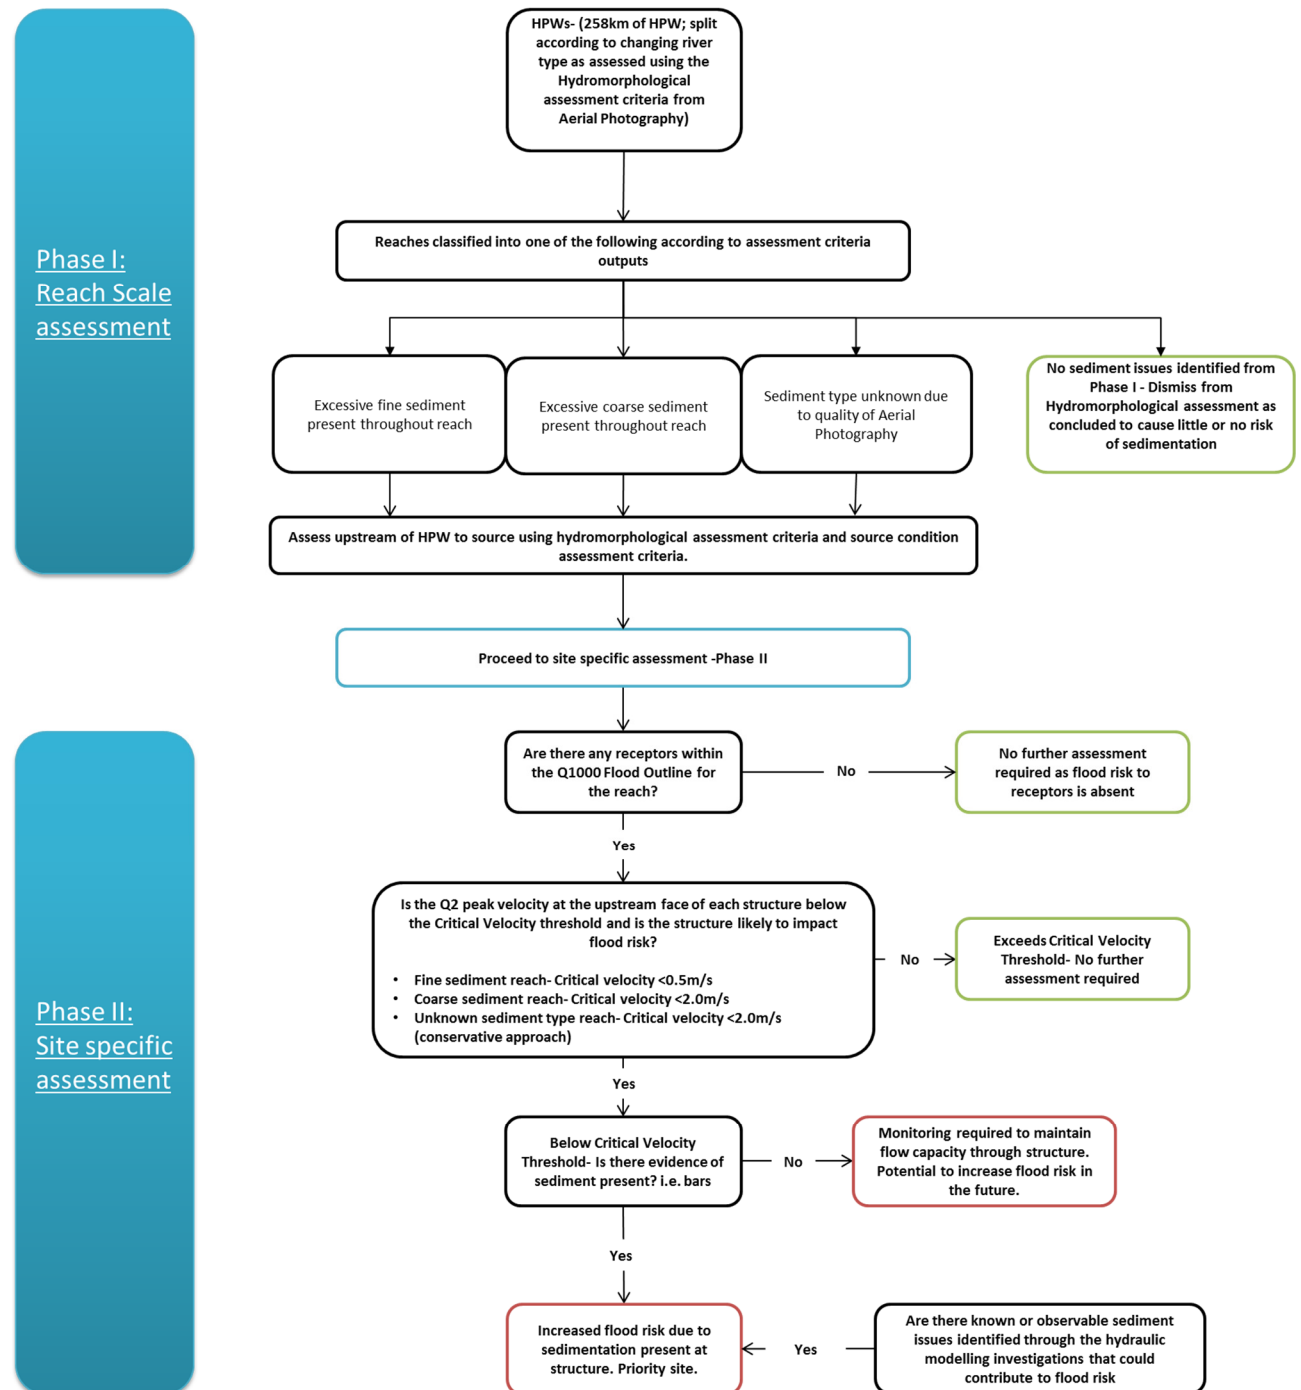 HPWs- (258km of HPW; split
according to changing river
type as assessed using the
Hydromorphological
assessment criteria from
Aerial Photography)
Phase I:
Reach Scale
assessment
Reaches classified into one of the following according to assessment criteria
outputs
Excessive fine sediment
present throughout reach
Excessive coarse sediment
present throughout reach
Sediment type unknown due
to quality of Aerial
Photography
No sediment issues identified from
Phase I - Dismiss from
Hydromorphological assessment as
concluded to cause little or no risk
of sedimentation
Assess upstream of HPW to source using hydromorphological assessment criteria and source condition
assessment criteria.
Proceed to site specific assessment -Phase II
Phase II:
Site specific
assessment
Are there any receptors within
the Q1000 Flood Outline for
the reach?
No
No further assessment
required as flood risk to
receptors is absent
Yes
Is the Q2 peak velocity at the upstream face of each structure below
the Critical Velocity threshold and is the structure likely to impact
flood risk?
• Fine sediment reach- Critical velocity <0.5m/s
• Coarse sediment reach- Critical velocity <2.0m/s
• Unknown sediment type reach- Critical velocity <2.0m/s
(conservative approach)
No
Exceeds Critical Velocity
Threshold- No further
assessment required
Yes
Below Critical Velocity
Threshold- Is there evidence of
sediment present? i.e. bars
No
Monitoring required to maintain
flow capacity through structure.
Potential to increase flood risk in
the future.
Yes
Increased flood risk due to
sedimentation present at
structure. Priority site.
Yes
Are there known or observable sediment
issues identified through the hydraulic
modelling investigations that could
contribute to flood risk